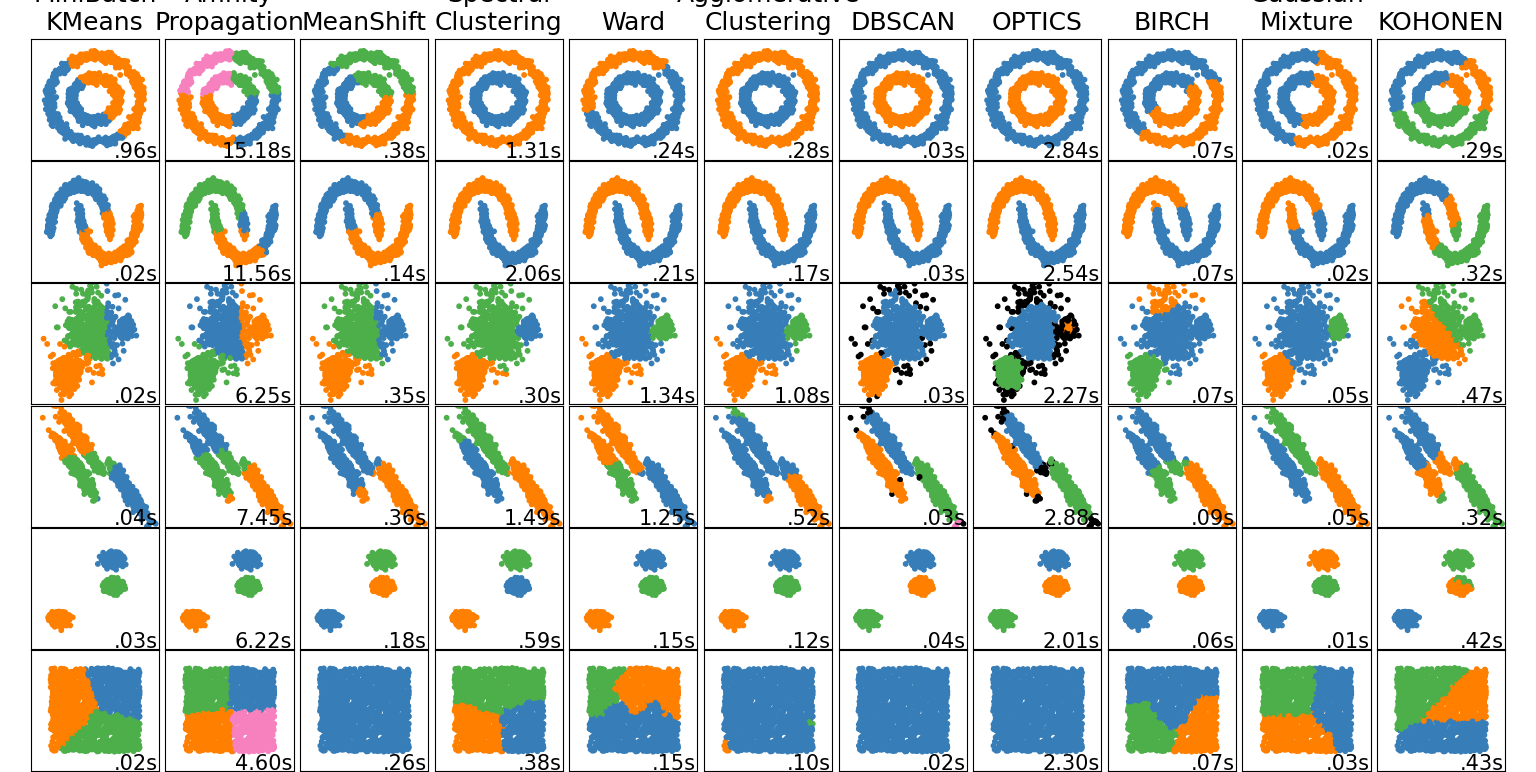 MiniBatch Affinity Spectral Agglomerative Gaussian
KMeans Propagation MeanShift Clustering Ward Clustering DBSCAN OPTICS BIRCH Mixture KOHONEN
.96s 15.18s .38s 1.31s .24s .28s .03s 2.84s .07s .02s .29s
.02s 11.56s .14s 2.06s .21s .17s .03s 2.54s .07s .02s .32s
.02s 6.25s .35s .30s 1.34s 1.08s .03s 2.27s .07s .05s .47s
.04s 7.45s .36s 1.49s 1.25s .52s .03s 2.88s .09s .05s .32s
.03s 6.22s .18s .59s .15s .12s .04s 2.01s .06s .01s .42s
.02s 4.60s .26s .38s .15s .10s .02s 2.30s .07s .03s .43s